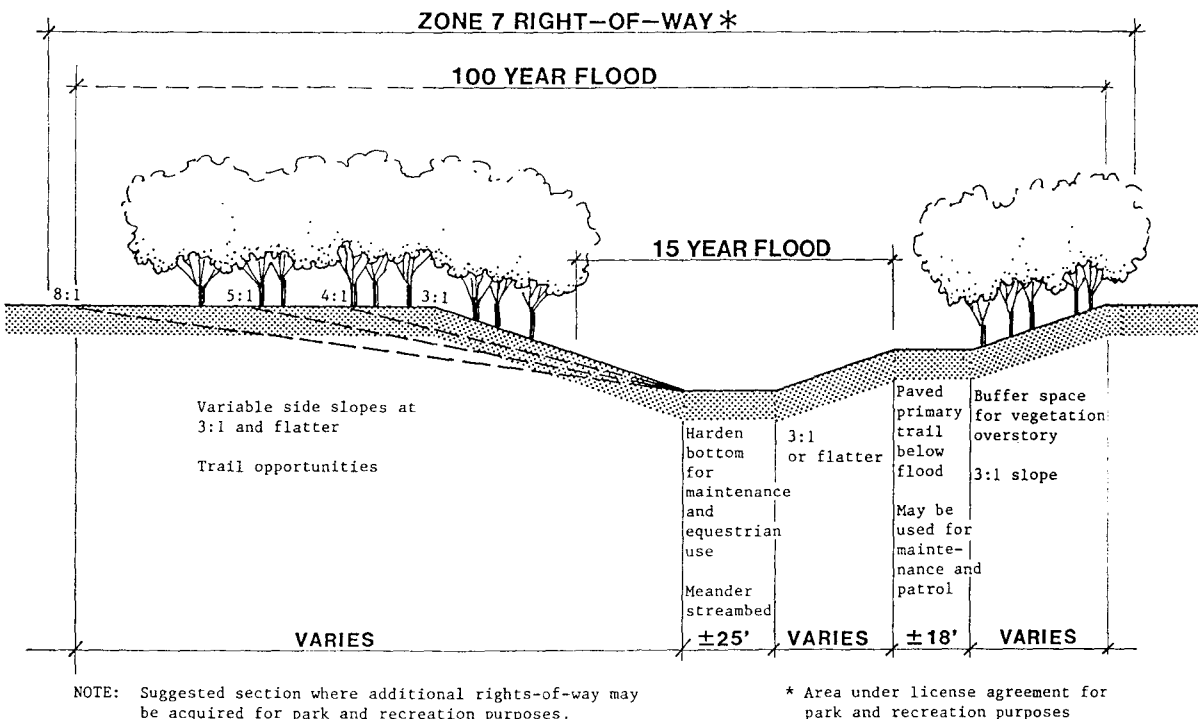 ZONE 7 RIGHT-OF-WAY *
100 YEAR FLOOD
15 YEAR FLOOD
8:1
5:1
4:1
3:1
Variable side slopes at
3:1 and flatter
Trail opportunities
Harden
bottom
for
maintenance
and
equestrian
use
Meander
streambed
3:1
or flatter
Paved
primary
trail
below
flood
May be
used for
mainte-
nance and
patrol
Buffer space
for vegetation
overstory
3:1 slope
VARIES
±25'
VARIES
±18'
VARIES
NOTE: Suggested section where additional rights-of-way may
be acquired for park and recreation purposes.
* Area under license agreement for
park and recreation purposes